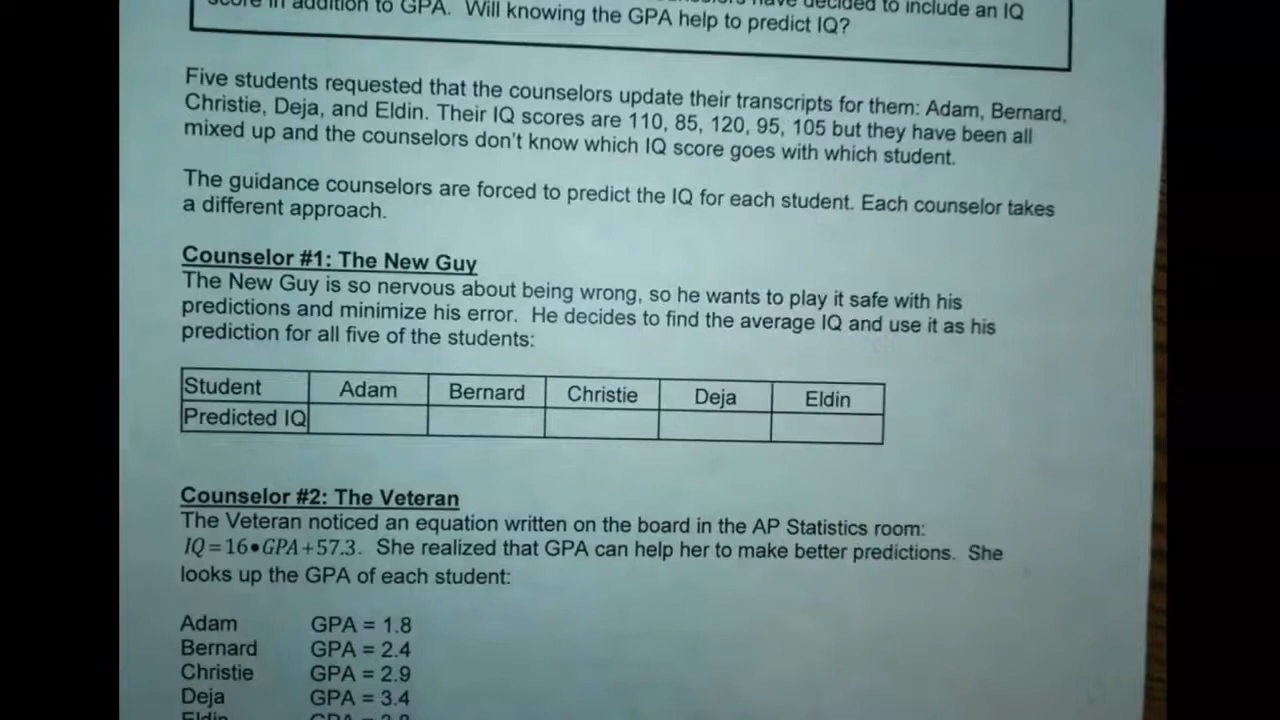 score in addition to GPA. Will knowing the GPA help to predict IQ?
have decided to include an IQ
Five students requested that the counselors update their transcripts for them: Adam, Bernard,
Christie, Deja, and Eldin. Their IQ scores are 110, 85, 120, 95, 105 but they have been all
mixed up and the counselors don't know which IQ score goes with which student.
The guidance counselors are forced to predict the IQ for each student. Each counselor takes
a different approach.
Counselor #1: The New Guy
The New Guy is so nervous about being wrong, so he wants to play it safe with his
predictions and minimize his error. He decides to find the average IQ and use it as his
prediction for all five of the students:
Student Adam Bernard Christie Deja Eldin
Predicted IQ
Counselor #2: The Veteran
The Veteran noticed an equation written on the board in the AP Statistics room:
IQ=16•GPA+57.3. She realized that GPA can help her to make better predictions. She
looks up the GPA of each student:
Adam GPA = 1.8
Bernard GPA = 2.4
Christie GPA = 2.9
Deja GPA = 3.4
Eldin GPA